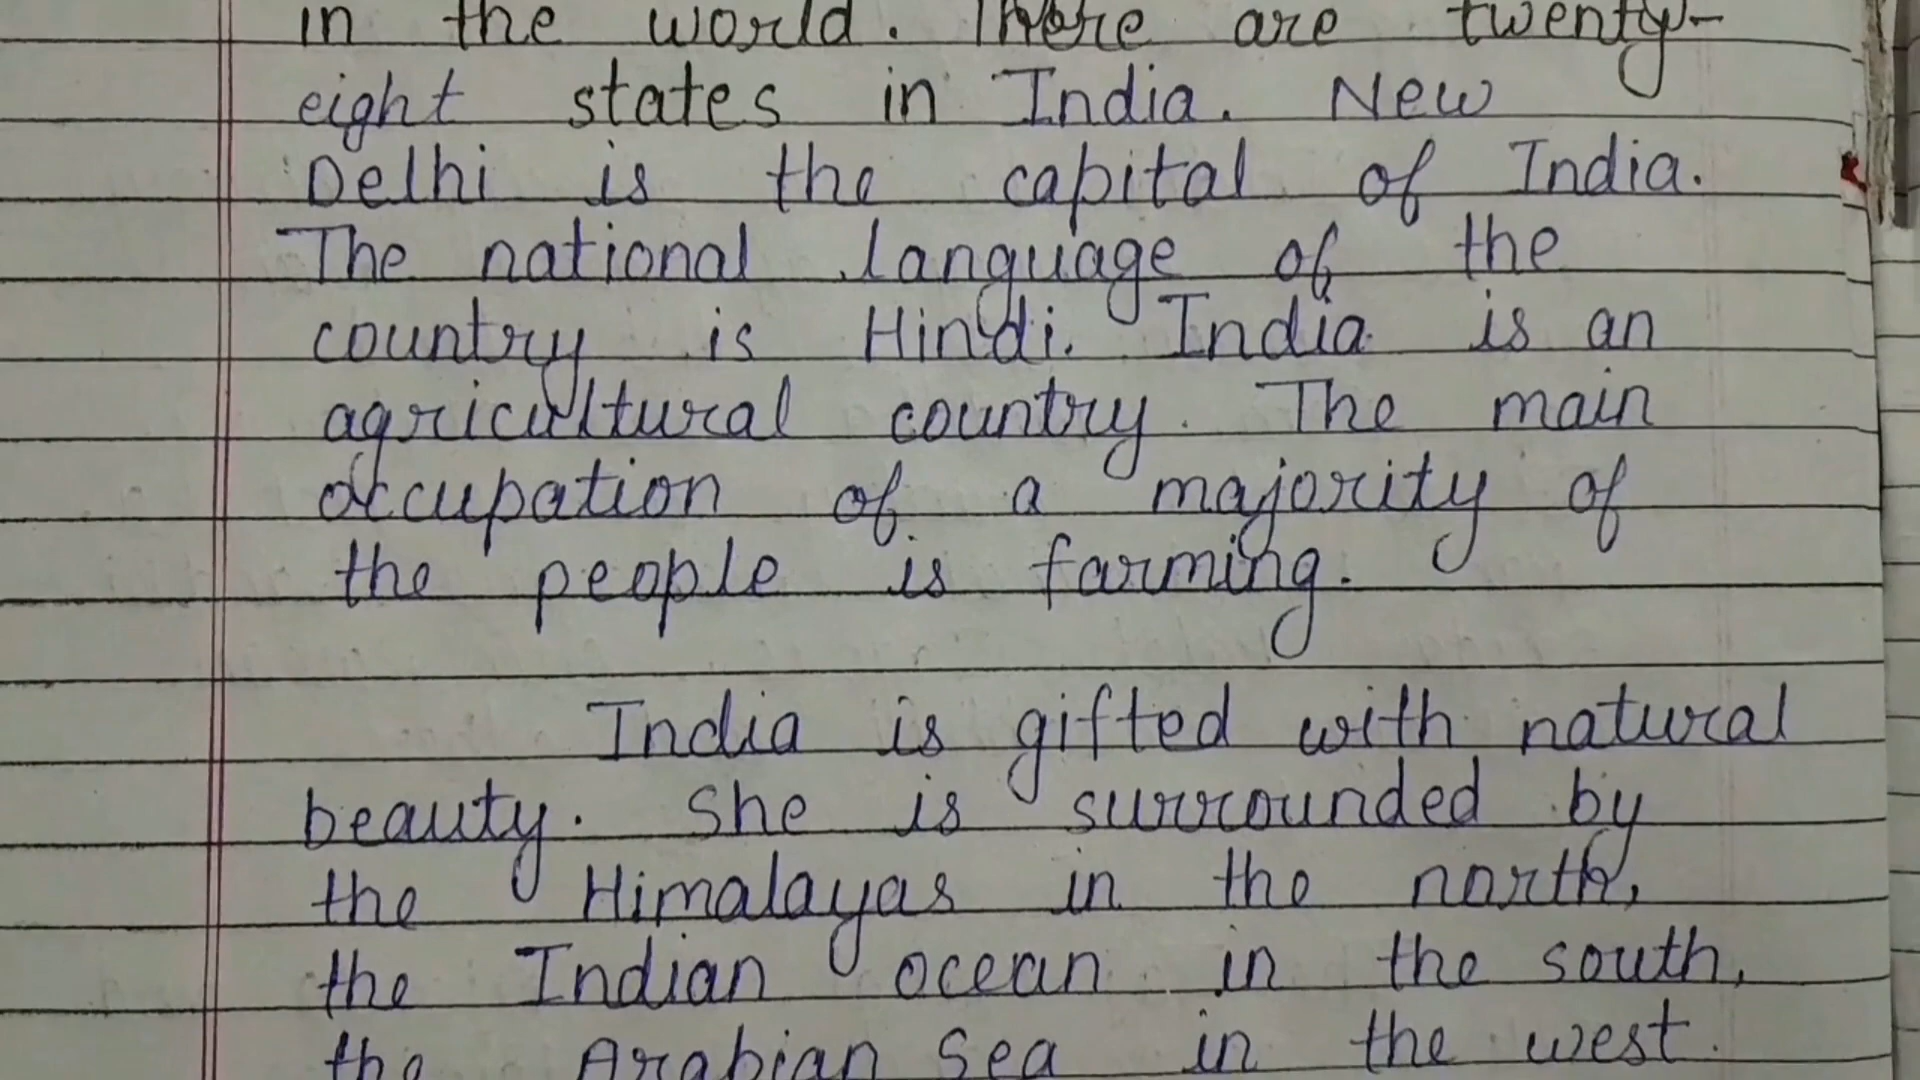 in the world. There are twenty-
eight states in India. New
Delhi is the capital of India.
The national language of the
country is Hindi. India is an
agricultural country. The main
occupation of a majority of
the people is farming.
India is gifted with natural
beauty. She is surrounded by
the Himalayas in the north,
the Indian ocean in the south,
the Arabian Sea in the west.